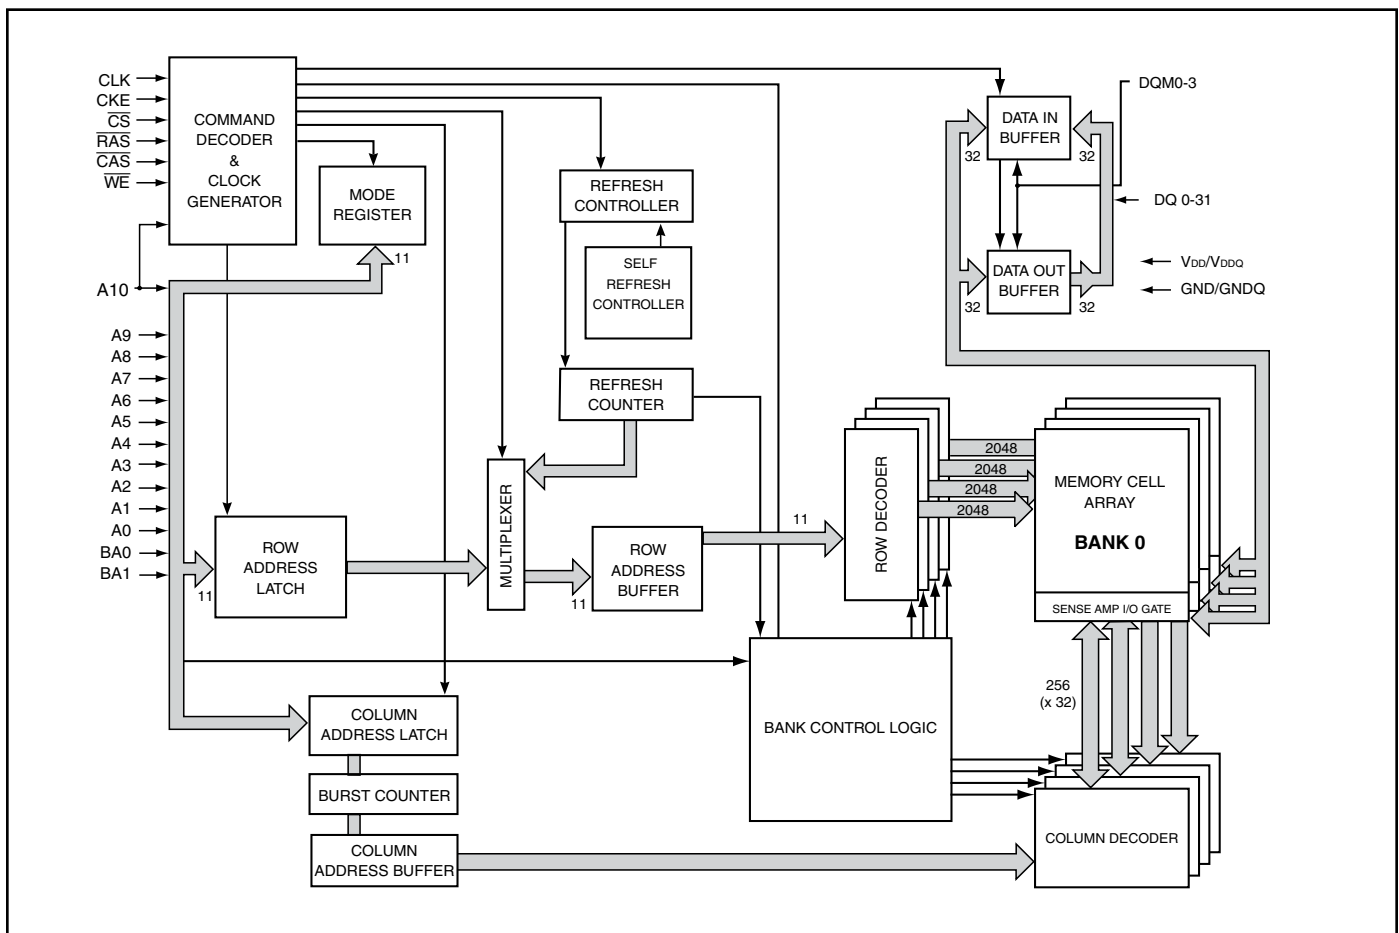 CLK
CKE
CS
RAS
CAS
WE
A10
A9
A8
A7
A6
A5
A4
A3
A2
A1
A0
BA0
BA1
COMMAND
DECODER
&
CLOCK
GENERATOR
MODE
REGISTER
11
REFRESH
CONTROLLER
SELF
REFRESH
CONTROLLER
REFRESH
COUNTER
DATA IN
BUFFER
32
32
DQM0-3
DQ 0-31
DATA OUT
BUFFER
32
32
VDD/VDDQ
GND/GNDQ
11
ROW
ADDRESS
LATCH
MULTIPLEXER
11
ROW
ADDRESS
BUFFER
11
ROW DECODER
2048
2048
2048
2048
MEMORY CELL
ARRAY
BANK 0
SENSE AMP I/O GATE
COLUMN
ADDRESS LATCH
BURST COUNTER
COLUMN
ADDRESS BUFFER
BANK CONTROL LOGIC
256
(x 32)
COLUMN DECODER